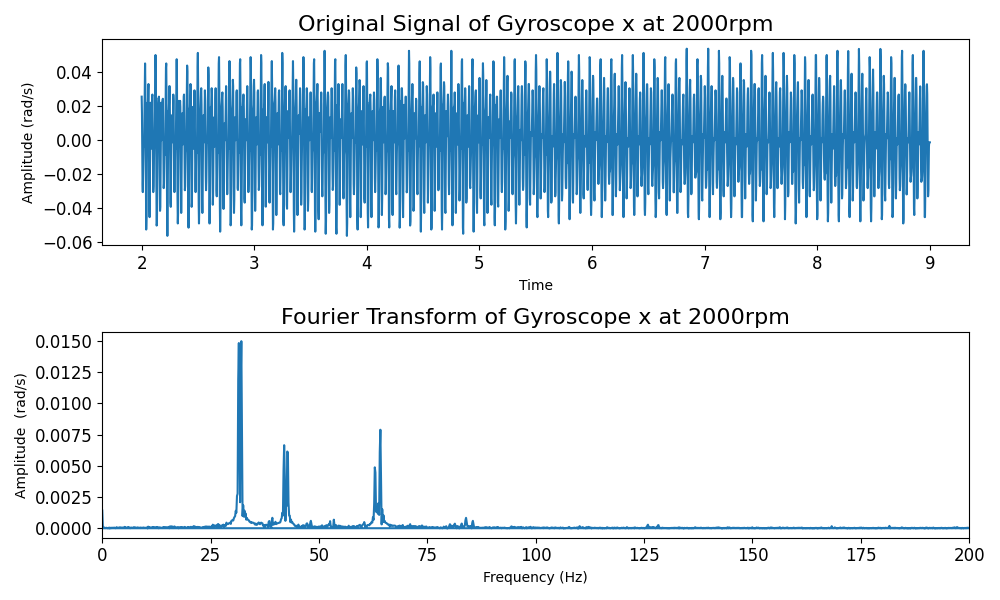 Original Signal of Gyroscope x at 2000rpm
Amplitude (rad/s)
0.04
0.02
0.00
−0.02
−0.04
−0.06
2 3 4 5 6 7 8 9
Time
Fourier Transform of Gyroscope x at 2000rpm
Amplitude  (rad/s)
0.0150
0.0125
0.0100
0.0075
0.0050
0.0025
0.0000
0 25 50 75 100 125 150 175 200
Frequency (Hz)